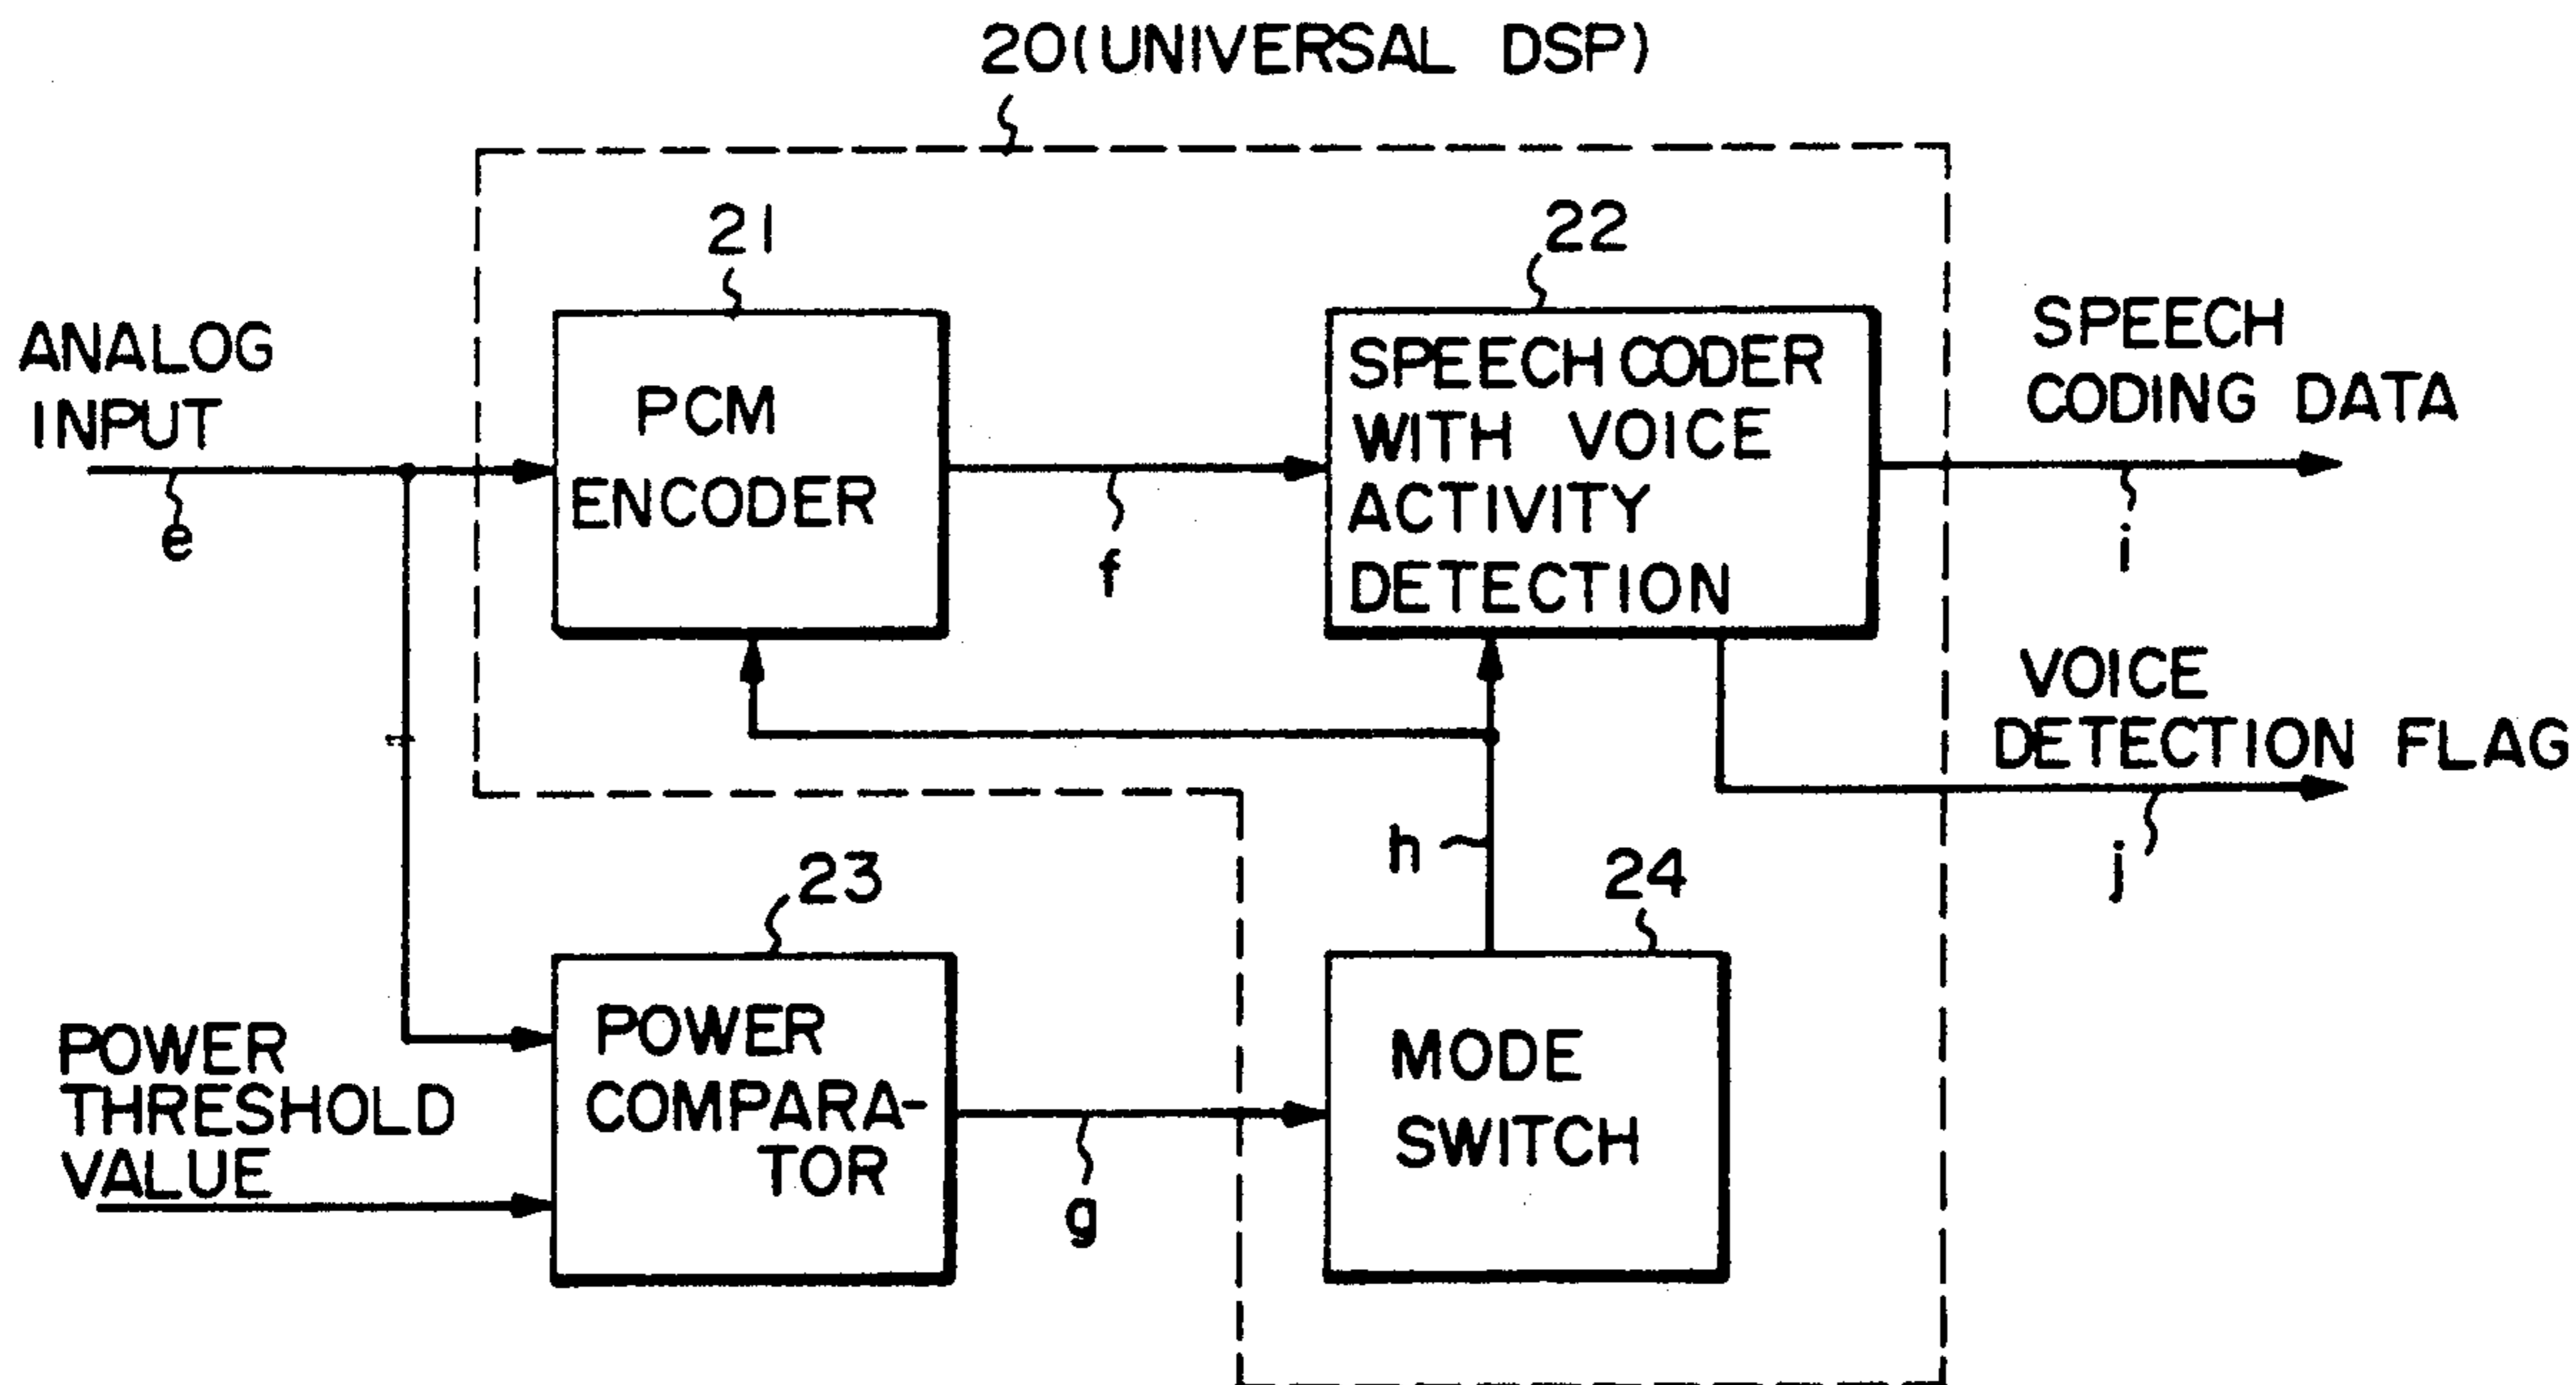 20(UNIVERSAL DSP)
21
22
ANALOG
INPUT
e
PCM
ENCODER
f
SPEECH CODER
WITH VOICE
ACTIVITY
DETECTION
SPEECH
CODING DATA
i
VOICE
DETECTION FLAG
j
h
23
24
POWER
THRESHOLD
VALUE
POWER
COMPARA-
TOR
g
MODE
SWITCH